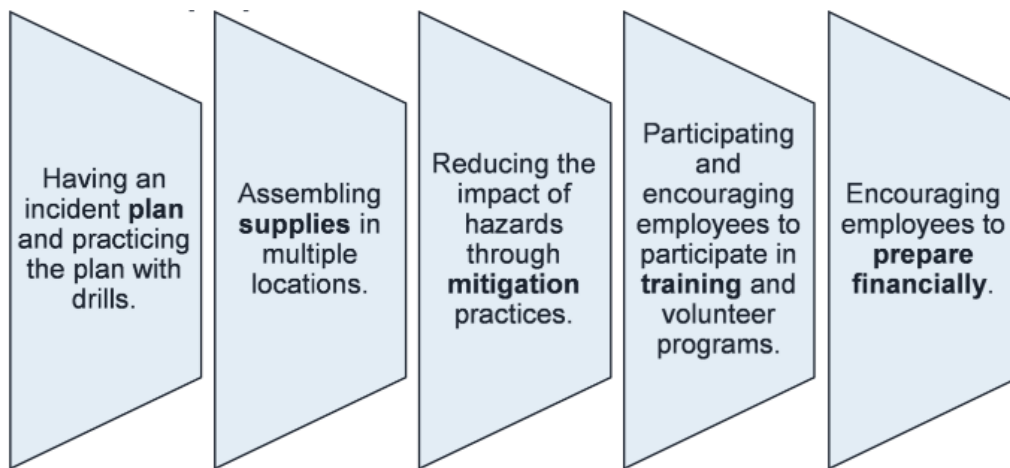 Having an
incident plan
and practicing
the plan with
drills.
Assembling
supplies in
multiple
locations.
Reducing the
impact of
hazards
through
mitigation
practices.
Participating
and
encouraging
employees to
participate in
training and
volunteer
programs.
Encouraging
employees to
prepare
financially.